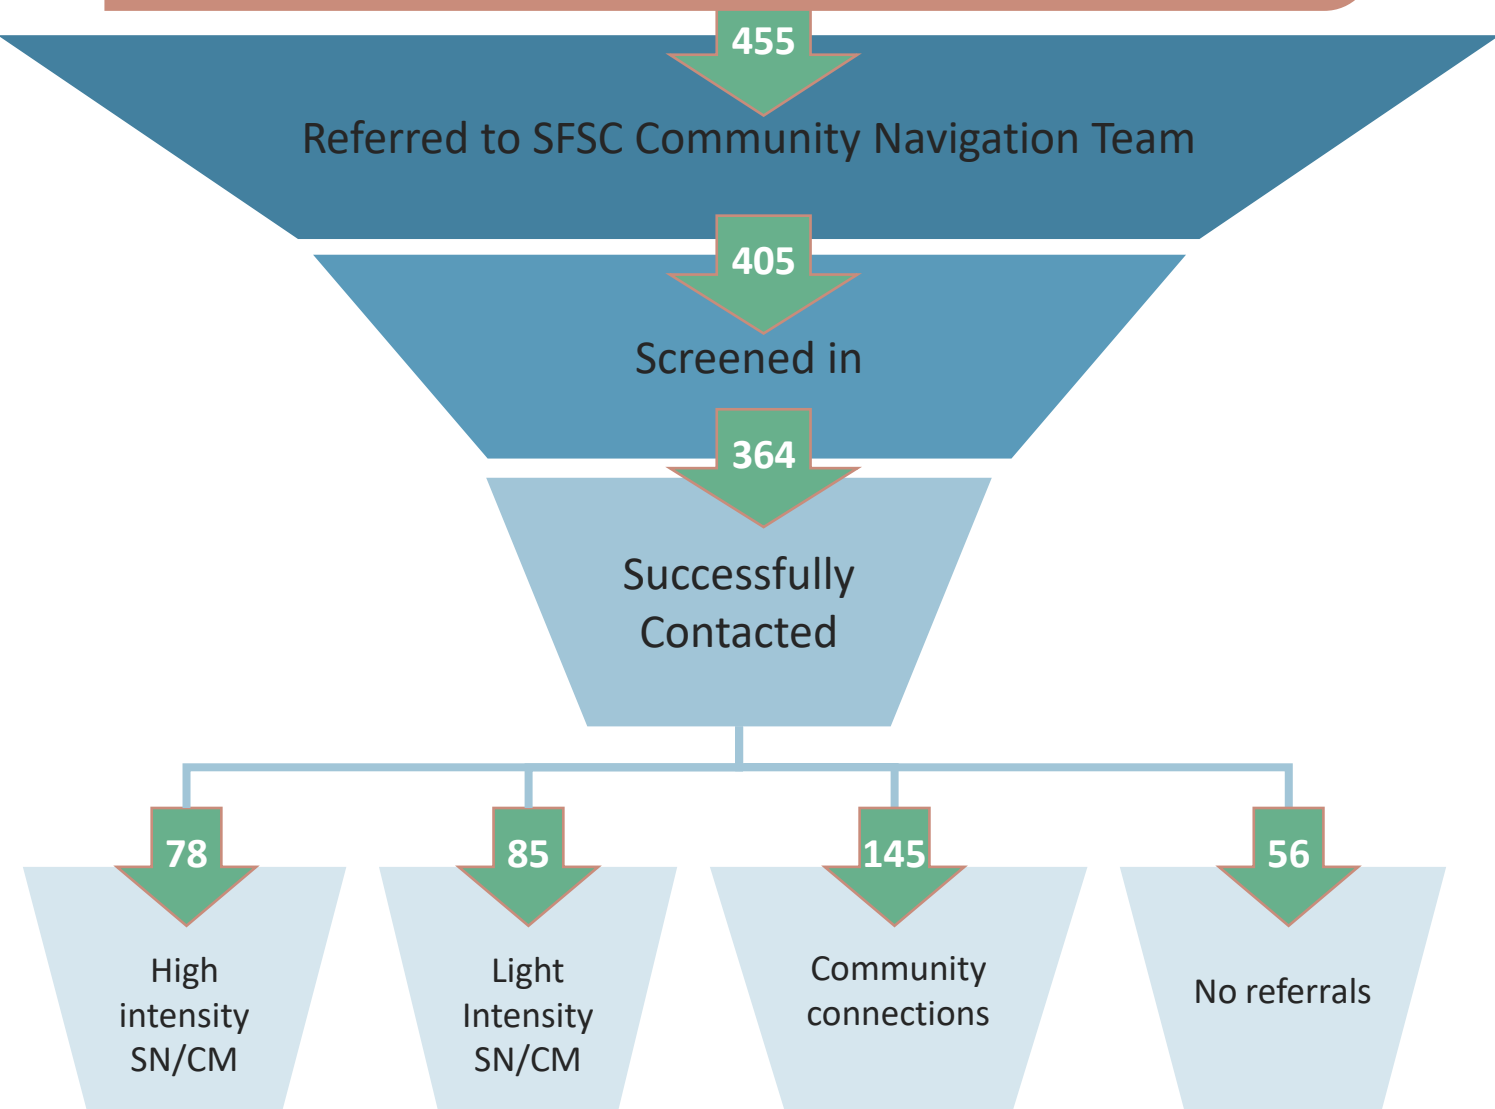 455
Referred to SFSC Community Navigation Team
405
Screened in
364
Successfully
Contacted
78
85
145
56
High
intensity
SN/CM
Light
Intensity
SN/CM
Community
connections
No referrals